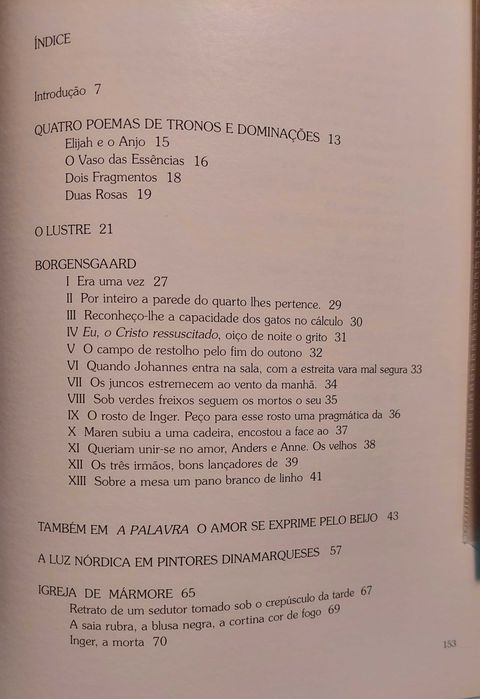 ÍNDICE
Introdução 7
QUATRO POEMAS DE TRONOS E DOMINAÇÕES 13
Elijah e o Anjo 15
O Vaso das Essências 16
Dois Fragmentos 18
Duas Rosas 19
O LUSTRE 21
BORGENSGAARD
I Era uma vez 27
II Por inteiro a parede do quarto lhes pertence. 29
III Reconheço-lhe a capacidade dos gatos no cálculo 30
IV Eu, o Cristo ressuscitado, oiço de noite o grito 31
V O campo de restolho pelo fim do outono 32
VI Quando Johannes entra na sala, com a estreita vara mal segura 33
VII Os juncos estremecem ao vento da manhã. 34
VIII Sob verdes freixos seguem os mortos o seu 35
IX O rosto de Inger. Peço para esse rosto uma pragmática da 36
X Maren subiu a uma cadeira, encostou a face ao 37
XI Queriam unir-se no amor, Anders e Anne. Os velhos 38
XII Os três irmãos, bons lançadores de 39
XIII Sobre a mesa um pano branco de linho 41
TAMBÉM EM A PALAVRA O AMOR SE EXPRIME PELO BEIJO 43
A LUZ NÓRDICA EM PINTORES DINAMARQUESES 57
IGREJA DE MÁRMORE 65
Retrato de um sedutor tomado sob o crepúsculo da tarde 67
A saia rubra, a blusa negra, a cortina cor de fogo 69
Inger, a morta 70
153